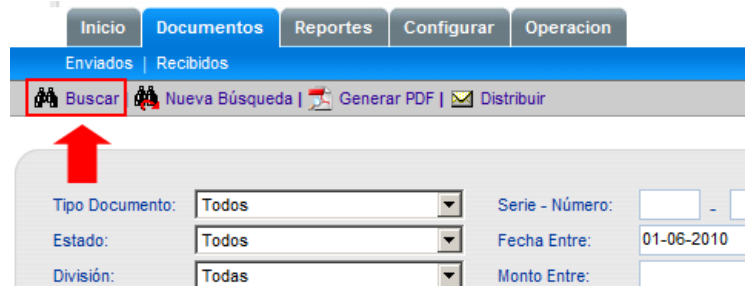 Inicio Documentos Reportes Configurar Operacion
Enviados | Recibidos
Buscar | Nueva Búsqueda | Generar PDF | Distribuir
Tipo Documento: Todos Serie - Número: -
Estado: Todos Fecha Entre: 01-06-2010
División: Todas Monto Entre: